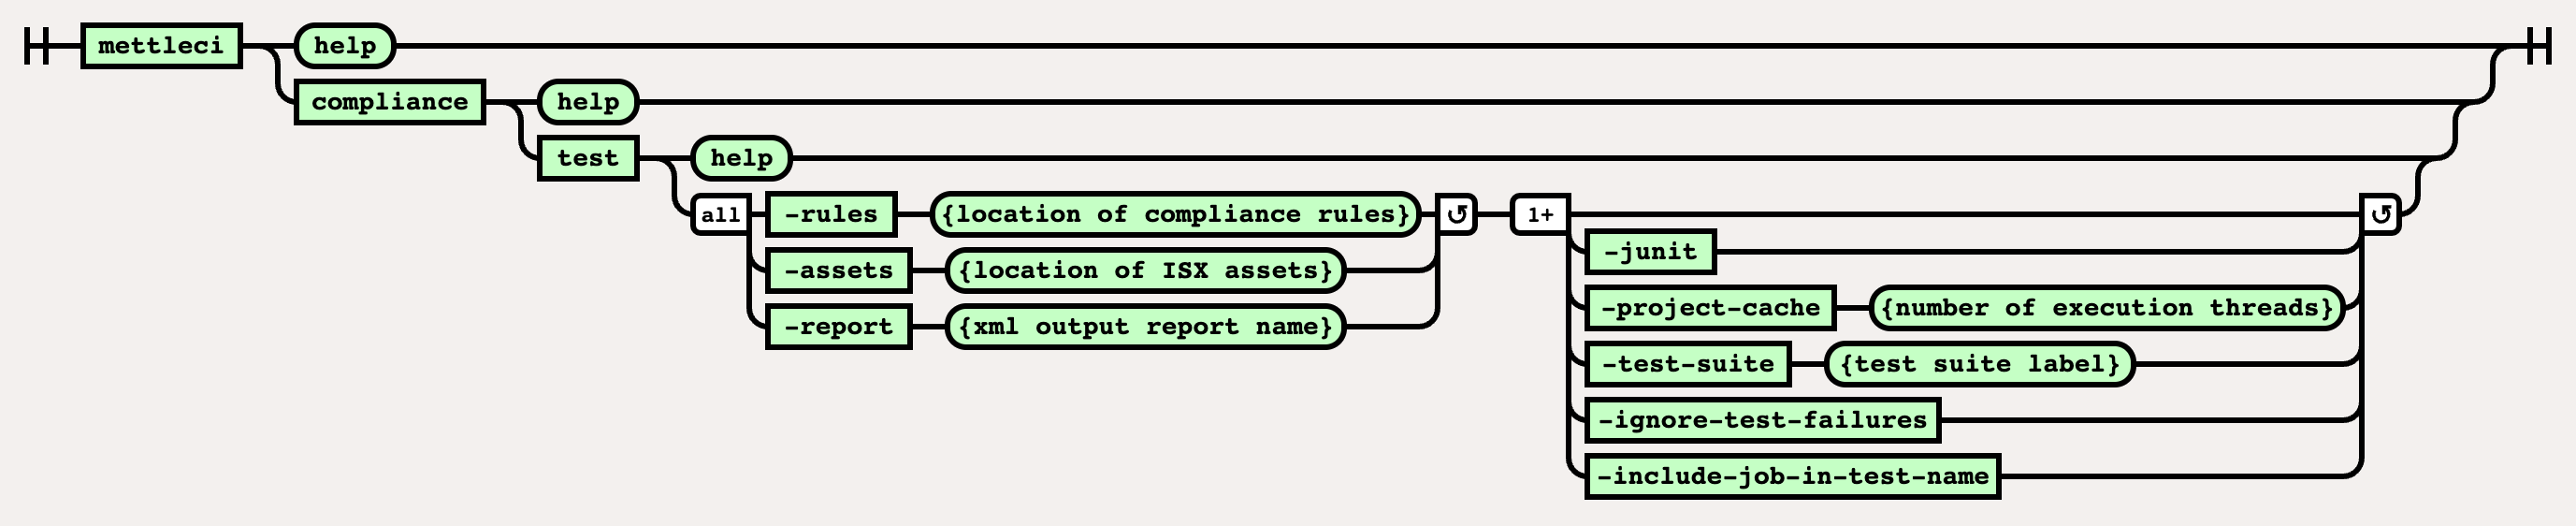 mettleci help
compliance help
test help
all -rules {location of compliance rules} ↺ 1+ ↺
-junit
-assets {location of ISX assets}
-project-cache {number of execution threads}
-report {xml output report name}
-test-suite {test suite label}
-ignore-test-failures
-include-job-in-test-name